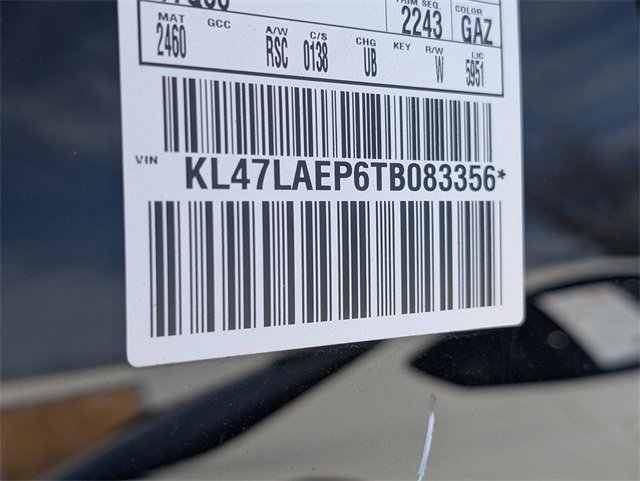 TRIM SEQ. COLOR
2243 GAZ
MAT GCC A/W C/S CHG KEY R/W LIC
2460 RSC 0138 UB W 5951
VIN KL47LAEP6TB083356*